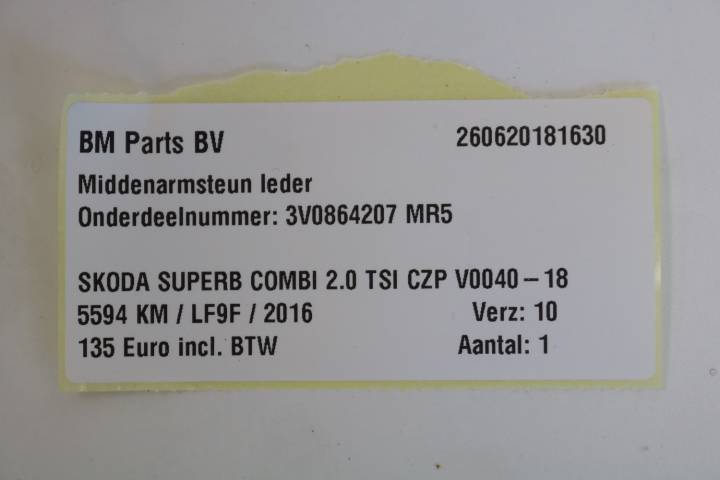 BM Parts BV 260620181630
Middenarmsteun leder
Onderdeelnummer: 3V0864207 MR5
SKODA SUPERB COMBI 2.0 TSI CZP V0040 – 18
5594 KM / LF9F / 2016 Verz: 10
135 Euro incl. BTW Aantal: 1